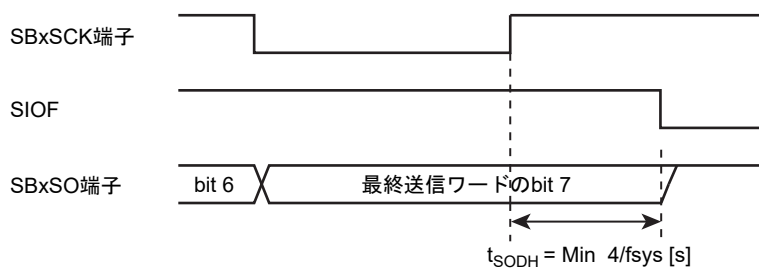 SBxSCK端子
SIOF
SBxSO端子
bit 6
最終送信ワードのbit 7
tSODH = Min 4/fsys [s]